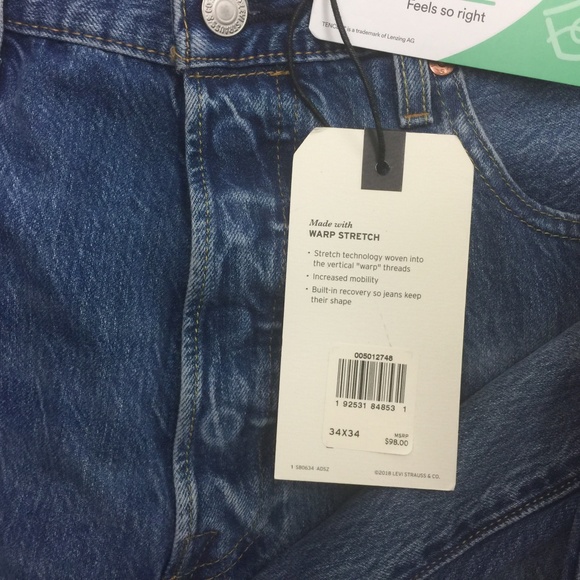 Feels so right
TENCEL™ is a trademark of Lenzing AG
Made with
WARP STRETCH
• Stretch technology woven into
the vertical "warp" threads
• Increased mobility
• Built-in recovery so jeans keep
their shape
005012748
1 92531 84853 1
34X34
MSRP
$98.00
©2018 LEVI STRAUSS & CO.